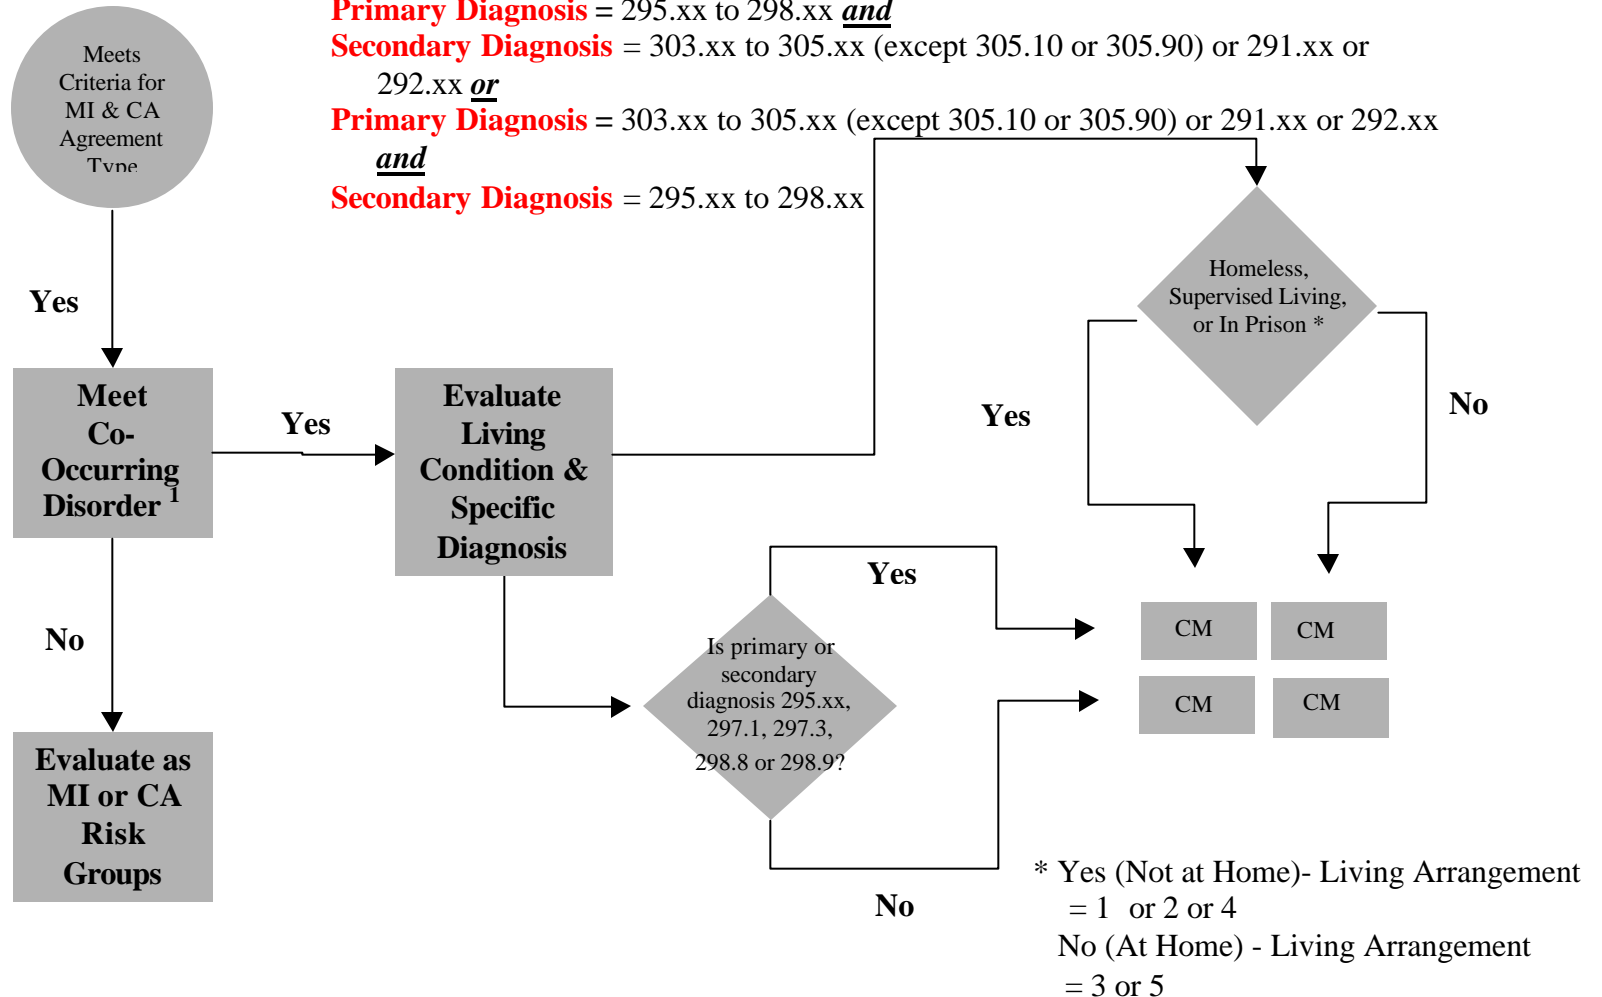 Primary Diagnosis = 295.xx to 298.xx and
Secondary Diagnosis = 303.xx to 305.xx (except 305.10 or 305.90) or 291.xx or
292.xx or
Primary Diagnosis = 303.xx to 305.xx (except 305.10 or 305.90) or 291.xx or 292.xx
and
Secondary Diagnosis = 295.xx to 298.xx
Meets
Criteria for
MI & CA
Agreement
Type
Yes
Meet
Co-
Occurring
Disorder 1
Yes
Evaluate
Living
Condition &
Specific
Diagnosis
Homeless,
Supervised Living,
or In Prison *
Yes
No
No
Evaluate as
MI or CA
Risk
Groups
Is primary or
secondary
diagnosis 295.xx,
297.1, 297.3,
298.8 or 298.9?
Yes
No
CM
CM
CM
CM
* Yes (Not at Home)- Living Arrangement
= 1 or 2 or 4
No (At Home) - Living Arrangement
= 3 or 5